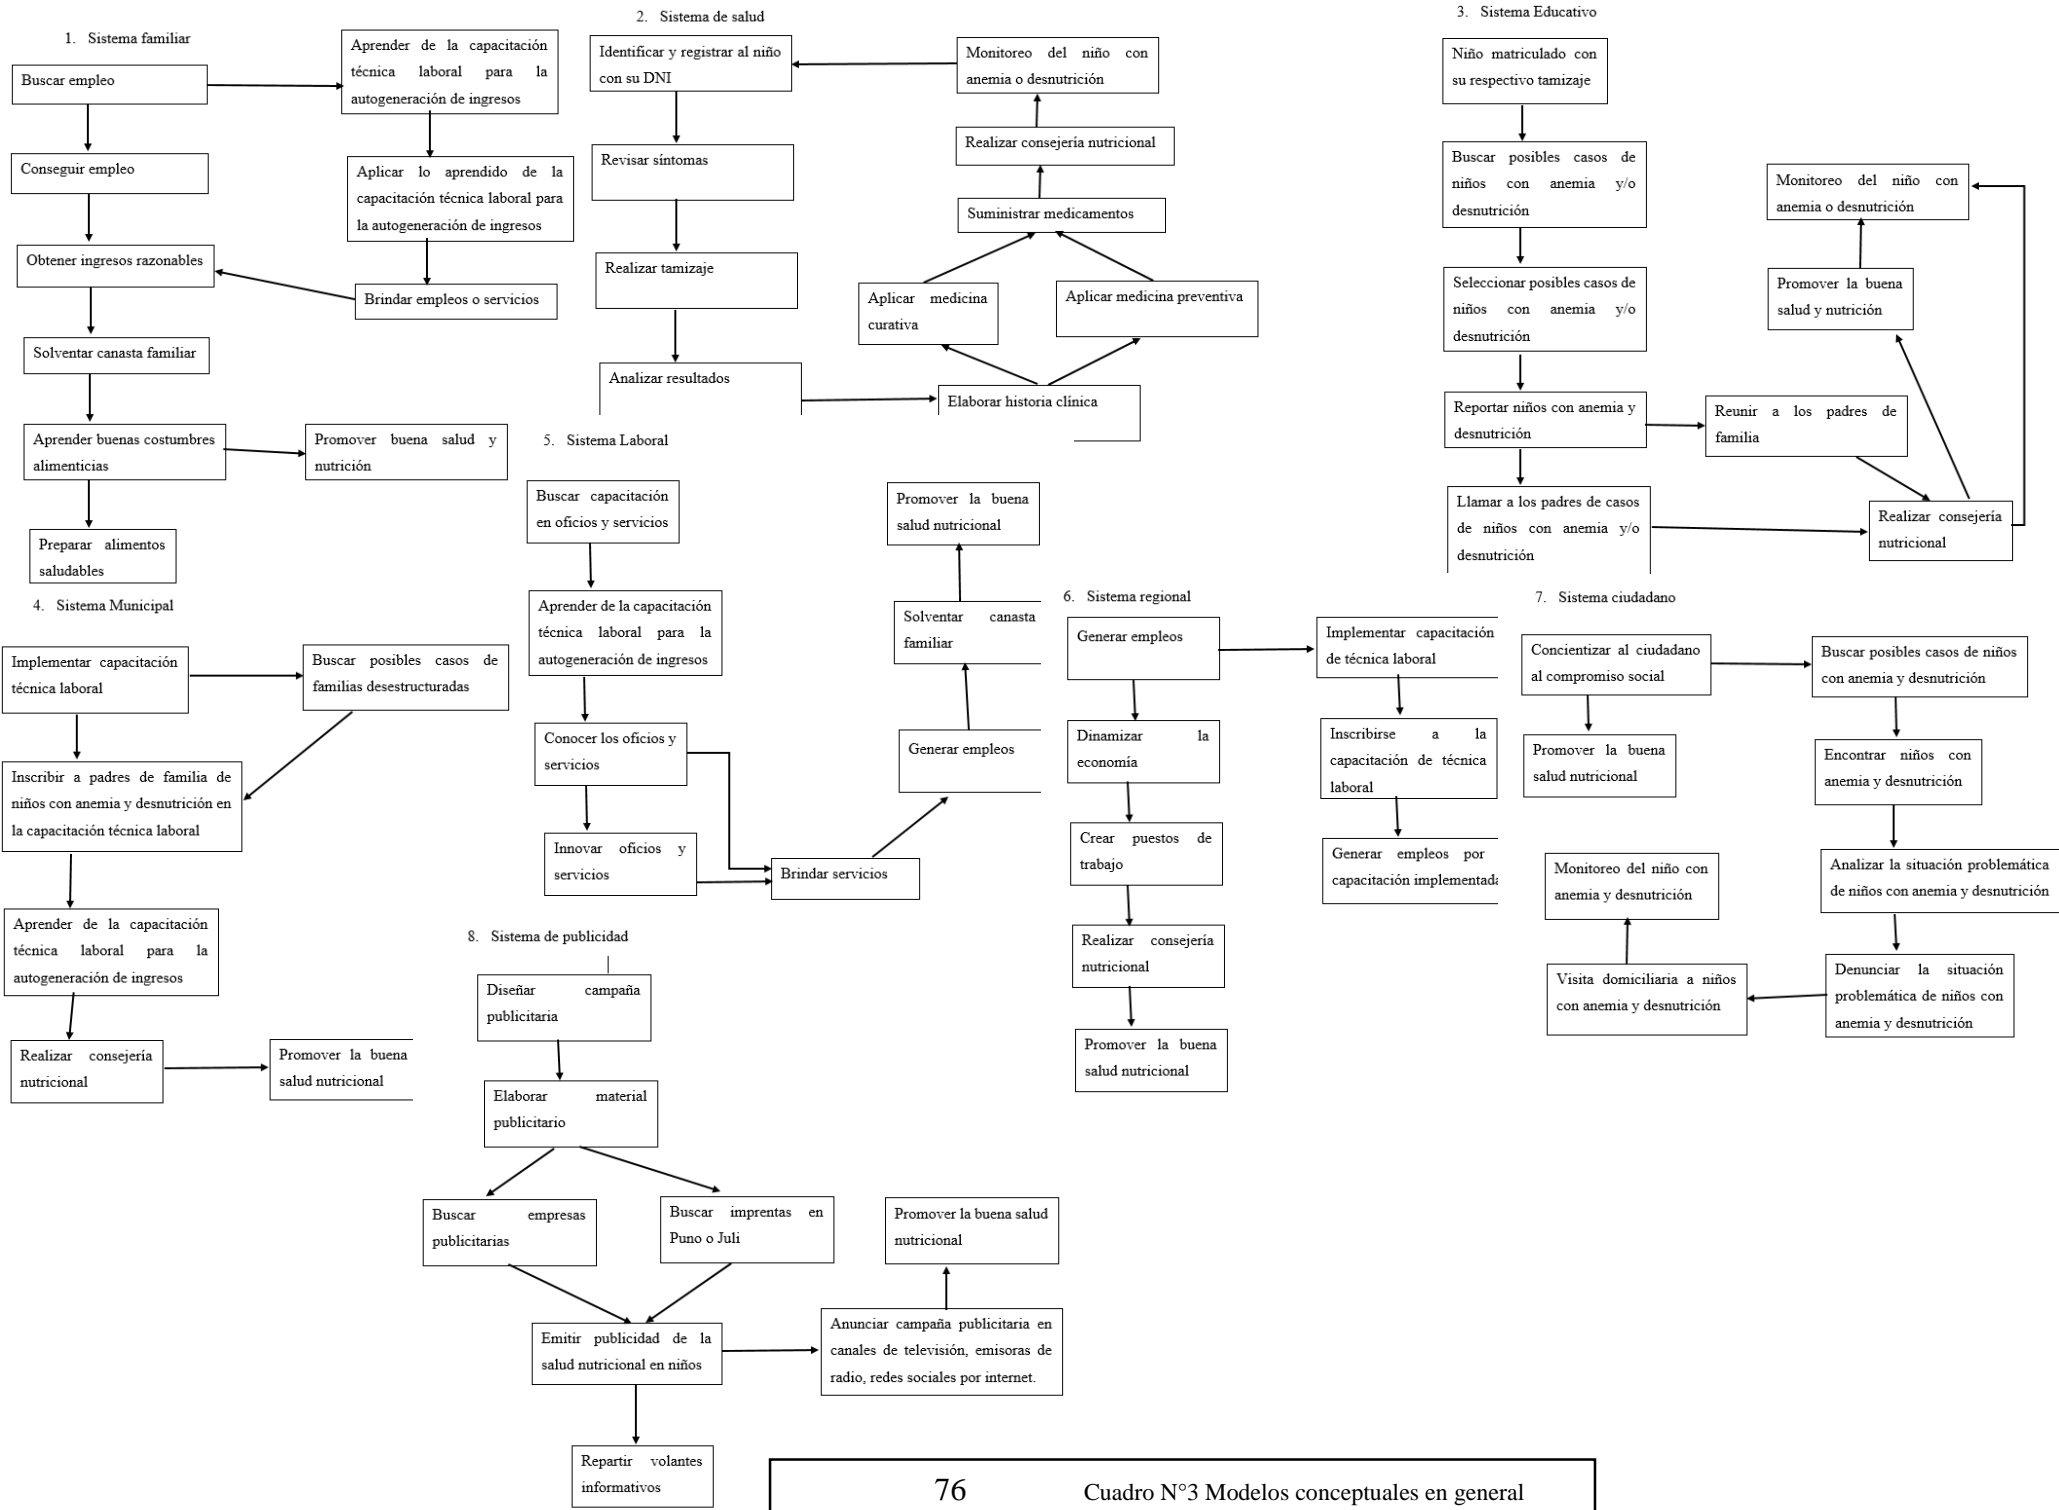 1. Sistema familiar
Buscar empleo
Conseguir empleo
Obtener ingresos razonables
Solventar canasta familiar
Aprender buenas costumbres
alimenticias
Preparar alimentos
saludables
Aprender de la capacitación
técnica laboral para la
autogeneración de ingresos
Aplicar lo aprendido de la
capacitación técnica laboral para
la autogeneración de ingresos
Brindar empleos o servicios
Promover buena salud y
nutrición
2. Sistema de salud
Identificar y registrar al niño
con su DNI
Revisar síntomas
Realizar tamizaje
Analizar resultados
Monitoreo del niño con
anemia o desnutrición
Realizar consejería nutricional
Suministrar medicamentos
Aplicar medicina
curativa
Aplicar medicina preventiva
Elaborar historia clínica
3. Sistema Educativo
Niño matriculado con
su respectivo tamizaje
Buscar posibles casos de
niños con anemia y/o
desnutrición
Seleccionar posibles casos de
niños con anemia y/o
desnutrición
Reportar niños con anemia y
desnutrición
Llamar a los padres de casos
de niños con anemia y/o
desnutrición
Monitoreo del niño con
anemia o desnutrición
Promover la buena
salud y nutrición
Reunir a los padres de
familia
Realizar consejería
nutricional
4. Sistema Municipal
Implementar capacitación
técnica laboral
Buscar posibles casos de
familias desestructuradas
Inscribir a padres de familia de
niños con anemia y desnutrición en
la capacitación técnica laboral
Aprender de la capacitación
técnica laboral para la
autogeneración de ingresos
Realizar consejería
nutricional
Promover la buena
salud nutricional
5. Sistema Laboral
Buscar capacitación
en oficios y servicios
Aprender de la capacitación
técnica laboral para la
autogeneración de ingresos
Conocer los oficios y
servicios
Innovar oficios y
servicios
Promover la buena
salud nutricional
Solventar canasta
familiar
Generar empleos
Brindar servicios
6. Sistema regional
Generar empleos
Dinamizar la
economía
Crear puestos de
trabajo
Realizar consejería
nutricional
Promover la buena
salud nutricional
Implementar capacitación
de técnica laboral
Inscribirse a la
capacitación de técnica
laboral
Generar empleos por
capacitación implementada
7. Sistema ciudadano
Concientizar al ciudadano
al compromiso social
Promover la buena
salud nutricional
Buscar posibles casos de niños
con anemia y desnutrición
Encontrar niños con
anemia y desnutrición
Analizar la situación problemática
de niños con anemia y desnutrición
Denunciar la situación
problemática de niños con
anemia y desnutrición
Monitoreo del niño con
anemia y desnutrición
Visita domiciliaria a niños
con anemia y desnutrición
8. Sistema de publicidad
Diseñar campaña
publicitaria
Elaborar material
publicitario
Buscar empresas
publicitarias
Buscar imprentas en
Puno o Juli
Emitir publicidad de la
salud nutricional en niños
Repartir volantes
informativos
Promover la buena salud
nutricional
Anunciar campaña publicitaria en
canales de televisión, emisoras de
radio, redes sociales por internet.
76 Cuadro N°3 Modelos conceptuales en general